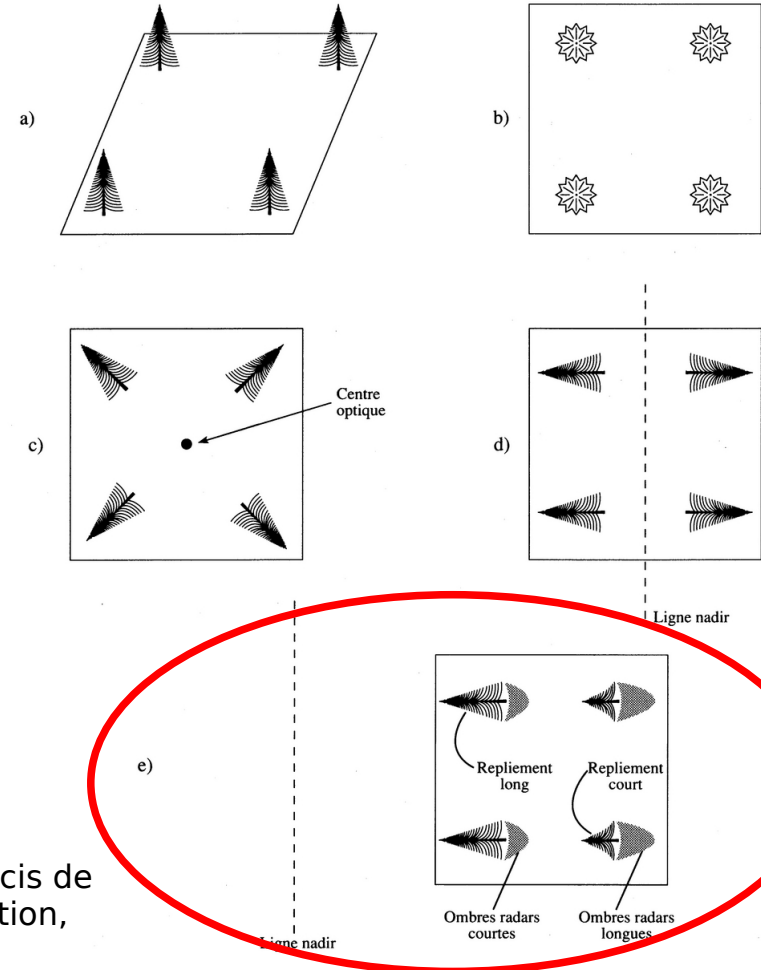 a)
b)
Centre
optique
c)
d)
Ligne nadir
e)
Repliement
long
Repliement
court
cis de
tion,
Ombres radars
courtes
Ombres radars
longues
Ligne nadir